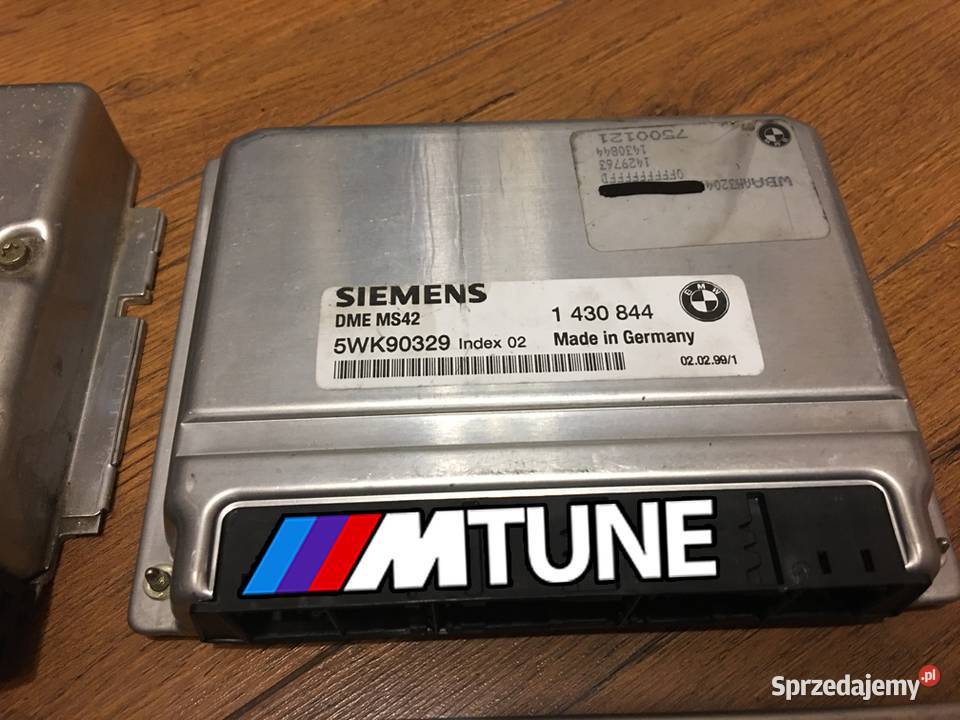 7500121
1430844
1429763
0FFFFFFFFD
WBAAM3204
SIEMENS
DME MS42
1 430 844
BMW
5WK90329 Index 02
Made in Germany
02.02.99/1
MTUNE
Sprzedajemy.pl